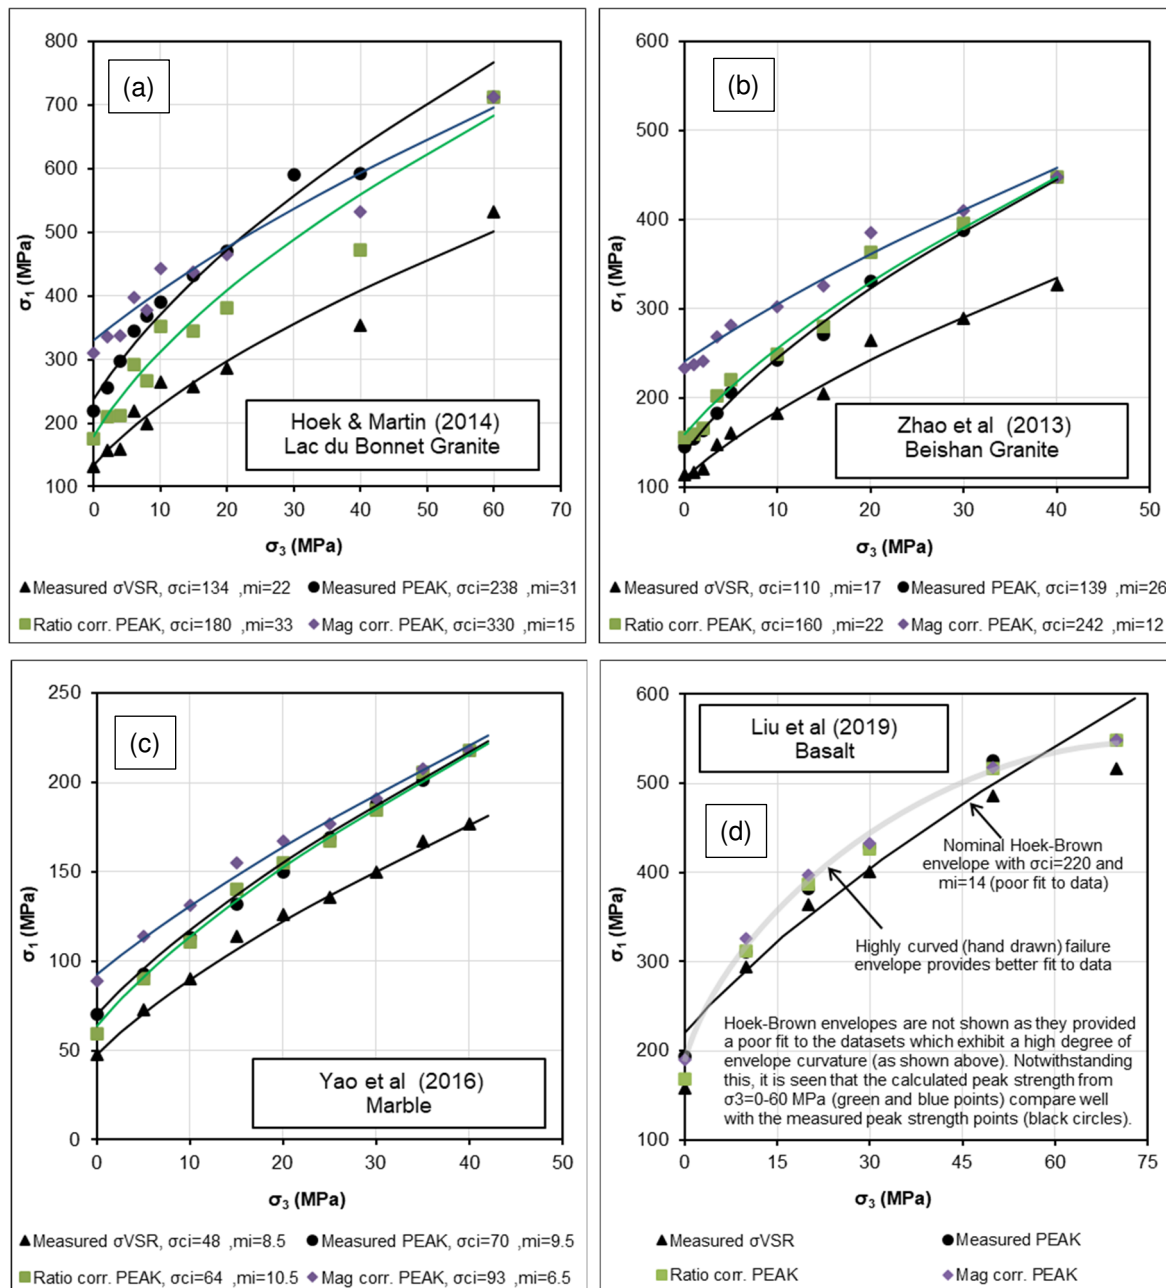 (a)
800
700
600
500
400
300
200
100
σ1 (MPa)
Hoek & Martin (2014)
Lac du Bonnet Granite
0 10 20 30 40 50 60 70
σ3 (MPa)
Measured σVSR, σci=134 ,mi=22
Measured PEAK, σci=238 ,mi=31
Ratio corr. PEAK, σci=180 ,mi=33
Mag corr. PEAK, σci=330 ,mi=15
(b)
600
500
400
300
200
100
σ1 (MPa)
Zhao et al (2013)
Beishan Granite
0 10 20 30 40 50
σ3 (MPa)
Measured σVSR, σci=110 ,mi=17
Measured PEAK, σci=139 ,mi=26
Ratio corr. PEAK, σci=160 ,mi=22
Mag corr. PEAK, σci=242 ,mi=12
(c)
250
200
150
100
50
0
σ1 (MPa)
Yao et al (2016)
Marble
0 10 20 30 40 50
σ3 (MPa)
Measured σVSR, σci=48 ,mi=8.5
Measured PEAK, σci=70 ,mi=9.5
Ratio corr. PEAK, σci=64 ,mi=10.5
Mag corr. PEAK, σci=93 ,mi=6.5
600
500
400
300
200
100
σ1 (MPa)
Liu et al (2019)
Basalt
(d)
Nominal Hoek-Brown
envelope with σci=220 and
mi=14 (poor fit to data)
Highly curved (hand drawn) failure
envelope provides better fit to data
Hoek-Brown envelopes are not shown as they provided
a poor fit to the datasets which exhibit a high degree of
envelope curvature (as shown above). Notwithstanding
this, it is seen that the calculated peak strength from
σ3=0-60 MPa (green and blue points) compare well
with the measured peak strength points (black circles).
0 15 30 45 60 75
σ3 (MPa)
Measured σVSR
Measured PEAK
Ratio corr. PEAK
Mag corr. PEAK